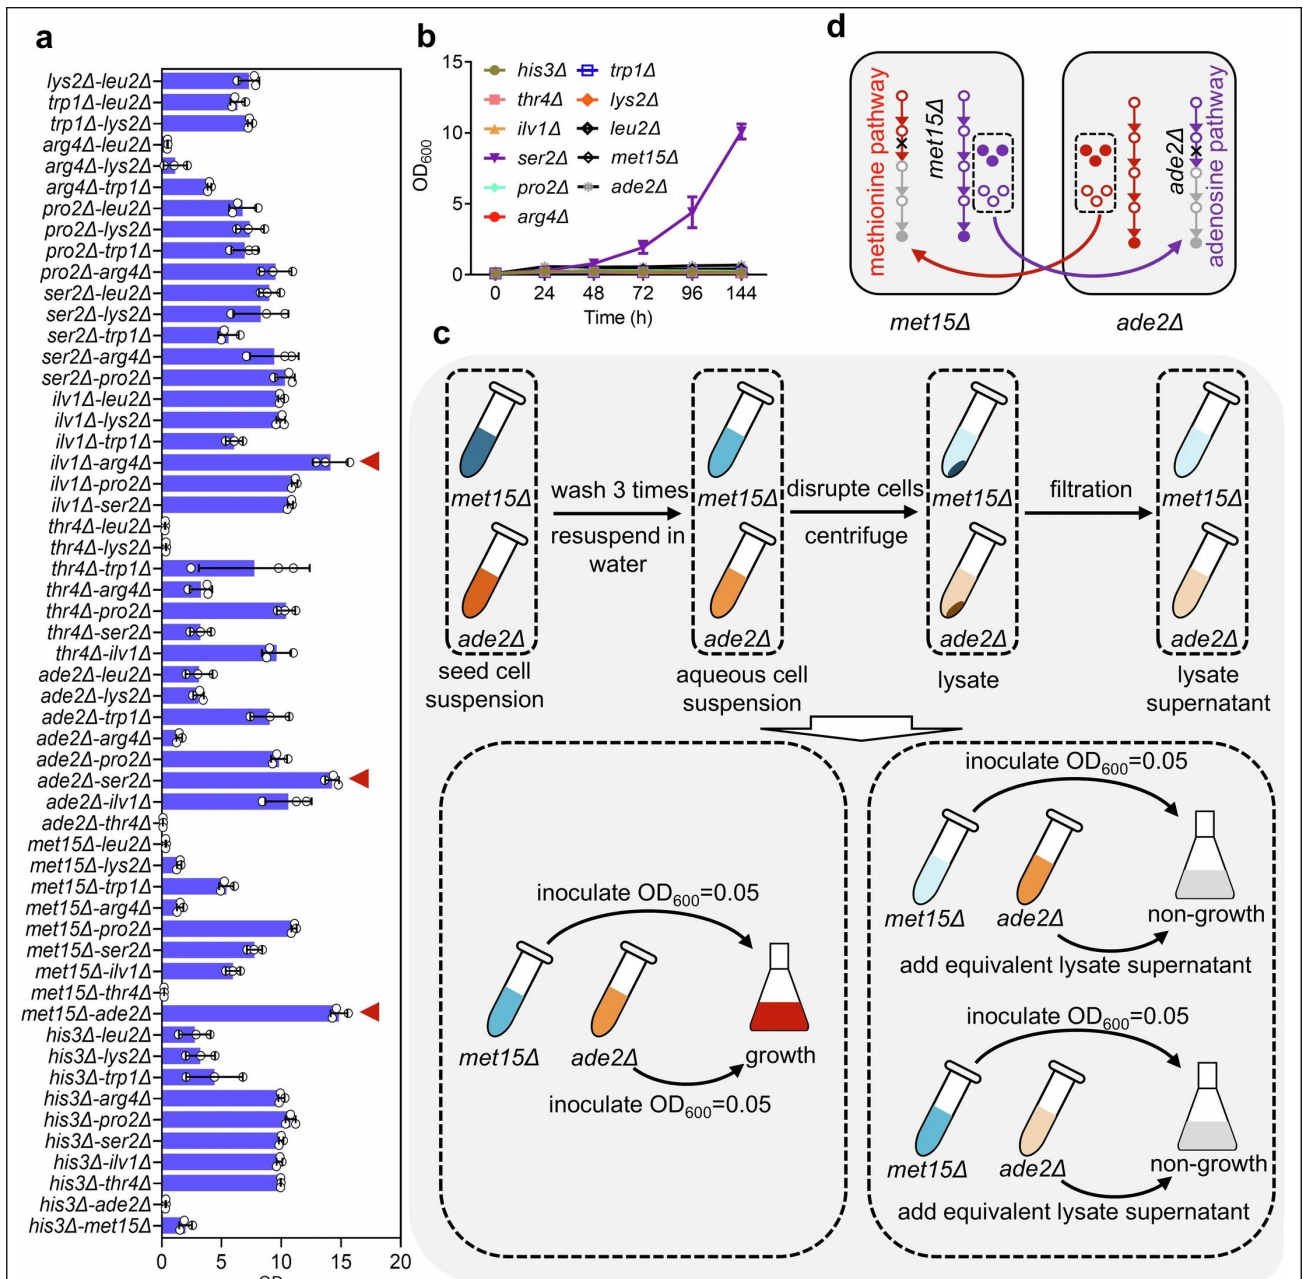 a
lys2Δ-leu2Δ
trp1Δ-leu2Δ
trp1Δ-lys2Δ
arg4Δ-leu2Δ
arg4Δ-lys2Δ
arg4Δ-trp1Δ
pro2Δ-leu2Δ
pro2Δ-lys2Δ
pro2Δ-trp1Δ
pro2Δ-arg4Δ
ser2Δ-leu2Δ
ser2Δ-lys2Δ
ser2Δ-trp1Δ
ser2Δ-arg4Δ
ser2Δ-pro2Δ
ilv1Δ-leu2Δ
ilv1Δ-lys2Δ
ilv1Δ-trp1Δ
ilv1Δ-arg4Δ
ilv1Δ-pro2Δ
ilv1Δ-ser2Δ
thr4Δ-leu2Δ
thr4Δ-lys2Δ
thr4Δ-trp1Δ
thr4Δ-arg4Δ
thr4Δ-pro2Δ
thr4Δ-ser2Δ
thr4Δ-ilv1Δ
ade2Δ-leu2Δ
ade2Δ-lys2Δ
ade2Δ-trp1Δ
ade2Δ-arg4Δ
ade2Δ-pro2Δ
ade2Δ-ser2Δ
ade2Δ-ilv1Δ
ade2Δ-thr4Δ
met15Δ-leu2Δ
met15Δ-lys2Δ
met15Δ-trp1Δ
met15Δ-arg4Δ
met15Δ-pro2Δ
met15Δ-ser2Δ
met15Δ-ilv1Δ
met15Δ-thr4Δ
met15Δ-ade2Δ
his3Δ-leu2Δ
his3Δ-lys2Δ
his3Δ-trp1Δ
his3Δ-arg4Δ
his3Δ-pro2Δ
his3Δ-ser2Δ
his3Δ-ilv1Δ
his3Δ-thr4Δ
his3Δ-ade2Δ
his3Δ-met15Δ
0 5 10 15 20
b
OD600
15
10
5
0
his3Δ trp1Δ
thr4Δ lys2Δ
ilv1Δ leu2Δ
ser2Δ met15Δ
pro2Δ ade2Δ
arg4Δ
0 24 48 72 96 144
Time (h)
d
methionine pathway
met15Δ
ade2Δ
adenosine pathway
met15Δ ade2Δ
c
met15Δ
ade2Δ
seed cell
suspension
wash 3 times
resuspend in
water
met15Δ
ade2Δ
aqueous cell
suspension
disrupte cells
centrifuge
met15Δ
ade2Δ
lysate
filtration
met15Δ
ade2Δ
lysate
supernatant
inoculate OD600=0.05
met15Δ ade2Δ
growth
inoculate OD600=0.05
inoculate OD600=0.05
met15Δ ade2Δ
non-growth
add equivalent lysate supernatant
inoculate OD600=0.05
met15Δ ade2Δ
non-growth
add equivalent lysate supernatant